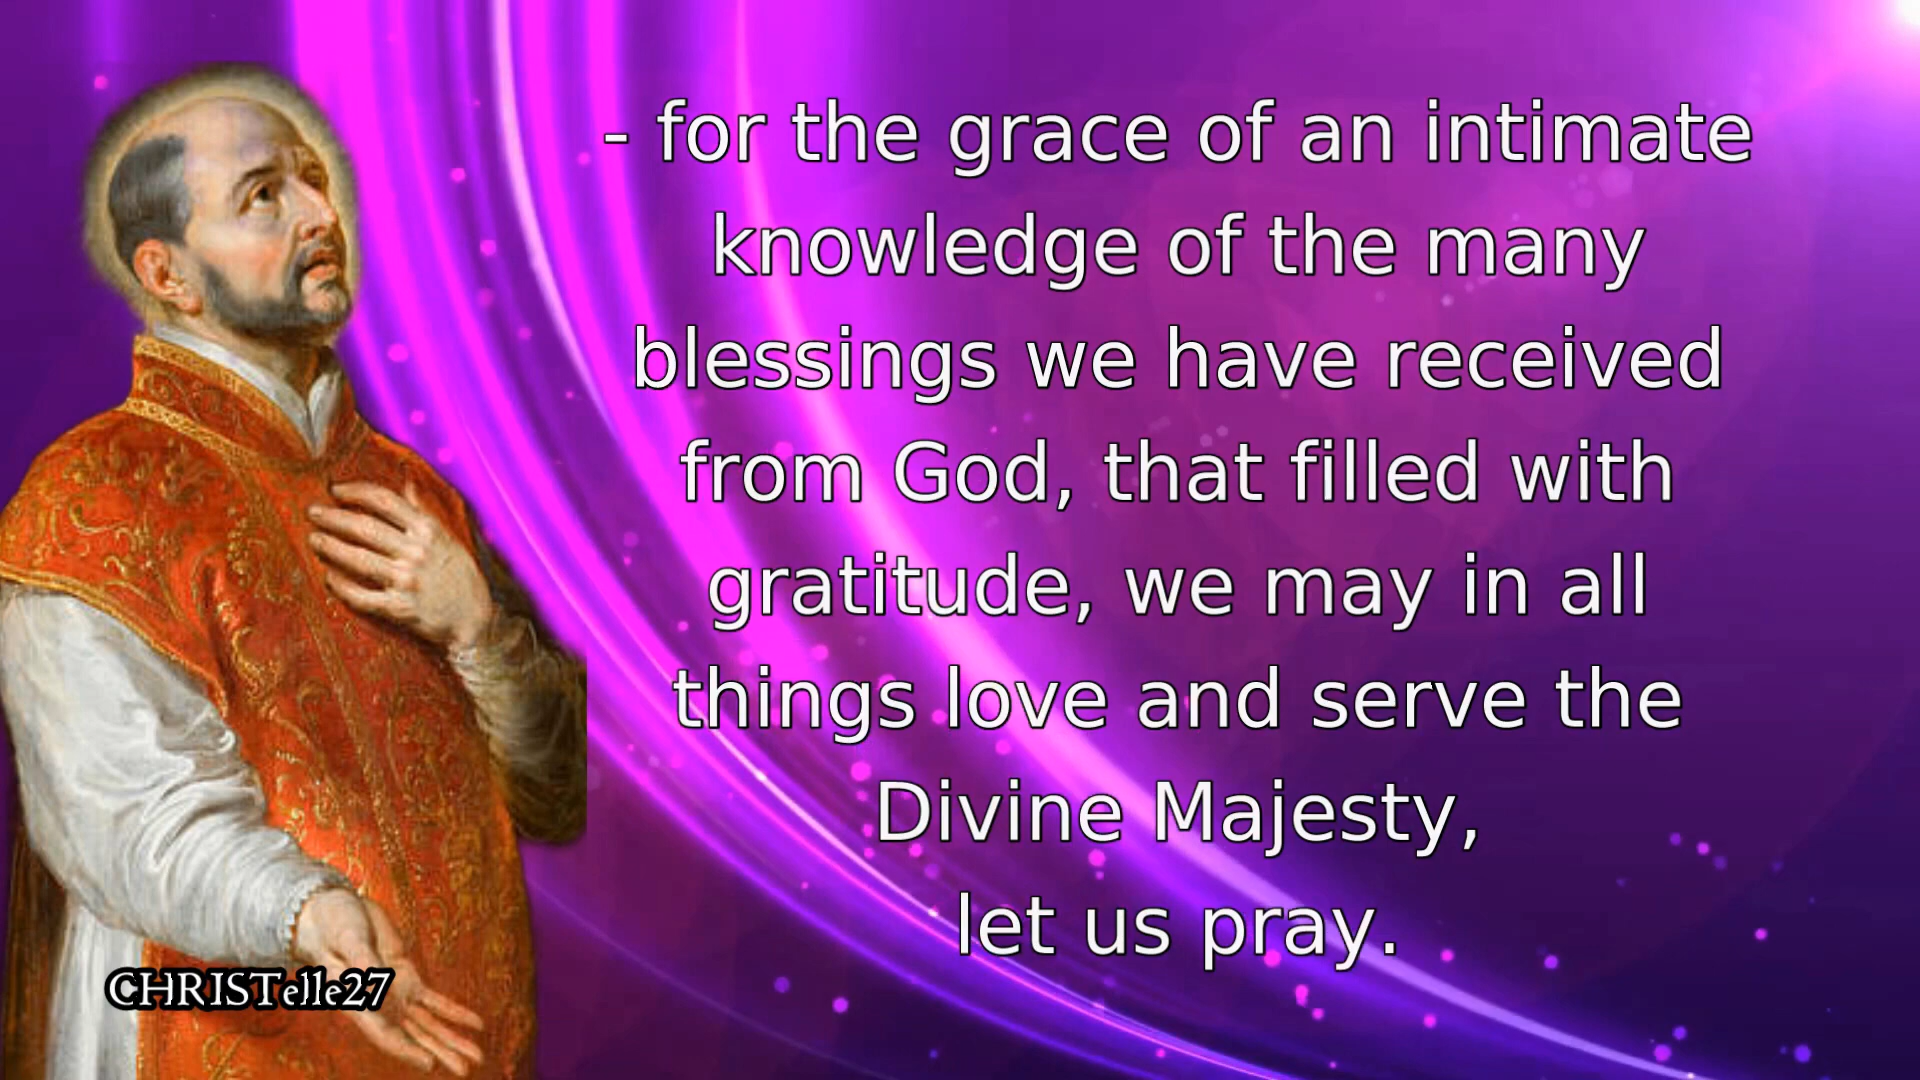 - for the grace of an intimate
knowledge of the many
blessings we have received
from God, that filled with
gratitude, we may in all
things love and serve the
Divine Majesty,
let us pray.
CHRISTelle27